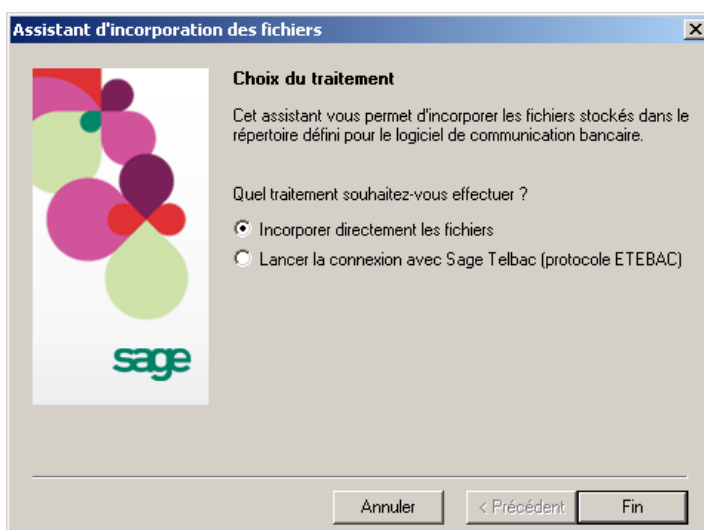 Assistant d'incorporation des fichiers
Choix du traitement
Cet assistant vous permet d'incorporer les fichiers stockés dans le
répertoire défini pour le logiciel de communication bancaire.
Quel traitement souhaitez-vous effectuer ?
Incorporer directement les fichiers
Lancer la connexion avec Sage Telbac (protocole ETEBAC)
sage
Annuler
< Précédent
Fin